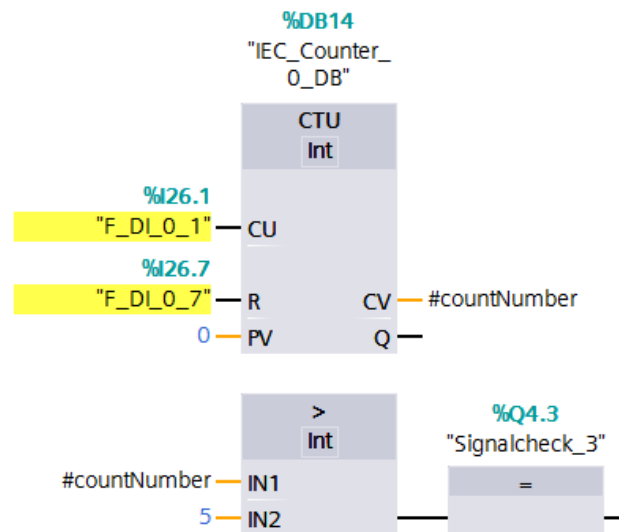 %DB14
"IEC_Counter_
0_DB"
CTU
Int
%I26.1
"F_DI_0_1"
CU
%I26.7
"F_DI_0_7"
R
CV
#countNumber
0
PV
Q
>
Int
%Q4.3
"Signalcheck_3"
#countNumber
IN1
=
5
IN2